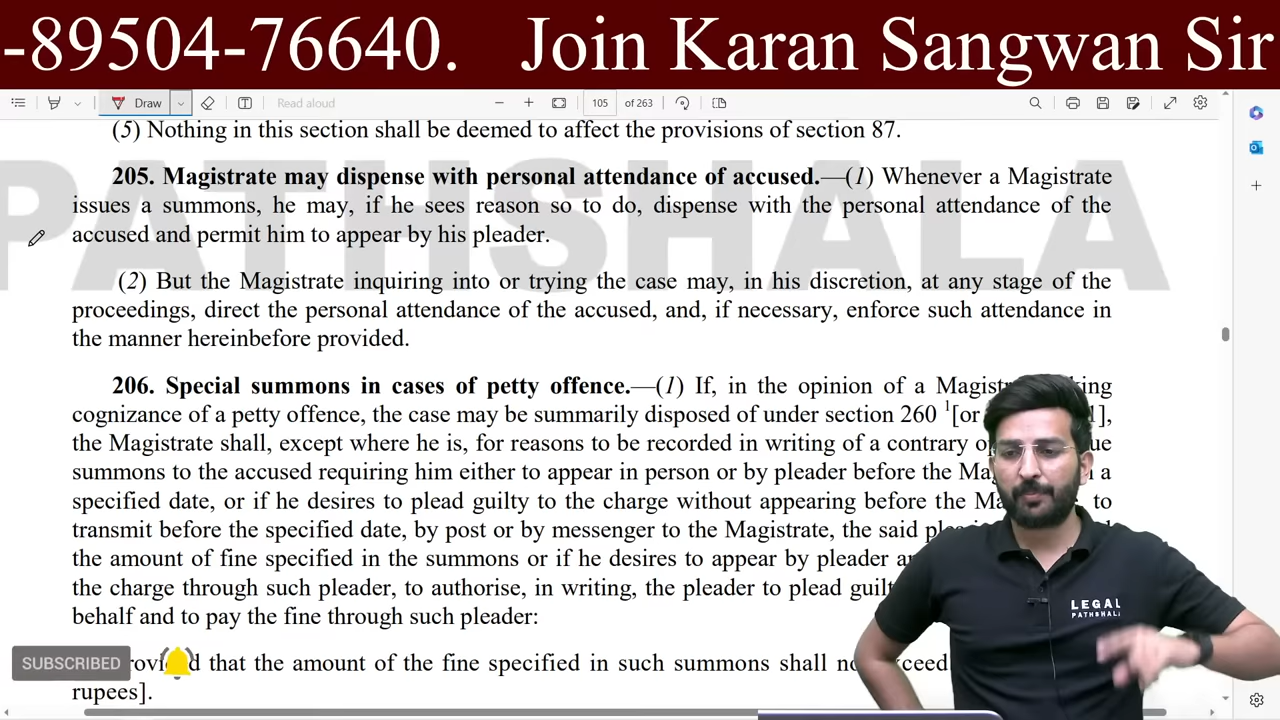 -89504-76640. Join Karan Sangwan Sir
Draw
Read aloud
105 of 263
(5) Nothing in this section shall be deemed to affect the provisions of section 87.
PATHSHALA
205. Magistrate may dispense with personal attendance of accused.—(1) Whenever a Magistrate
issues a summons, he may, if he sees reason so to do, dispense with the personal attendance of the
accused and permit him to appear by his pleader.
(2) But the Magistrate inquiring into or trying the case may, in his discretion, at any stage of the
proceedings, direct the personal attendance of the accused, and, if necessary, enforce such attendance in
the manner hereinbefore provided.
206. Special summons in cases of petty offence.—(1) If, in the opinion of a
cognizance of a petty offence, the case may be summarily disposed of under section 260 1[or
the Magistrate shall, except where he is, for reasons to be recorded in writing of a contrary
summons to the accused requiring him either to appear in person or by pleader before the a
specified date, or if he desires to plead guilty to the charge without appearing before the to
transmit before the specified date, by post or by messenger to the Magistrate, the said
the amount of fine specified in the summons or if he desires to appear by pleader
the charge through such pleader, to authorise, in writing, the pleader to plead
behalf and to pay the fine through such pleader:
that the amount of the fine specified in such summons shall
rupees].
SUBSCRIBED
LEGAL
PATHSHALA